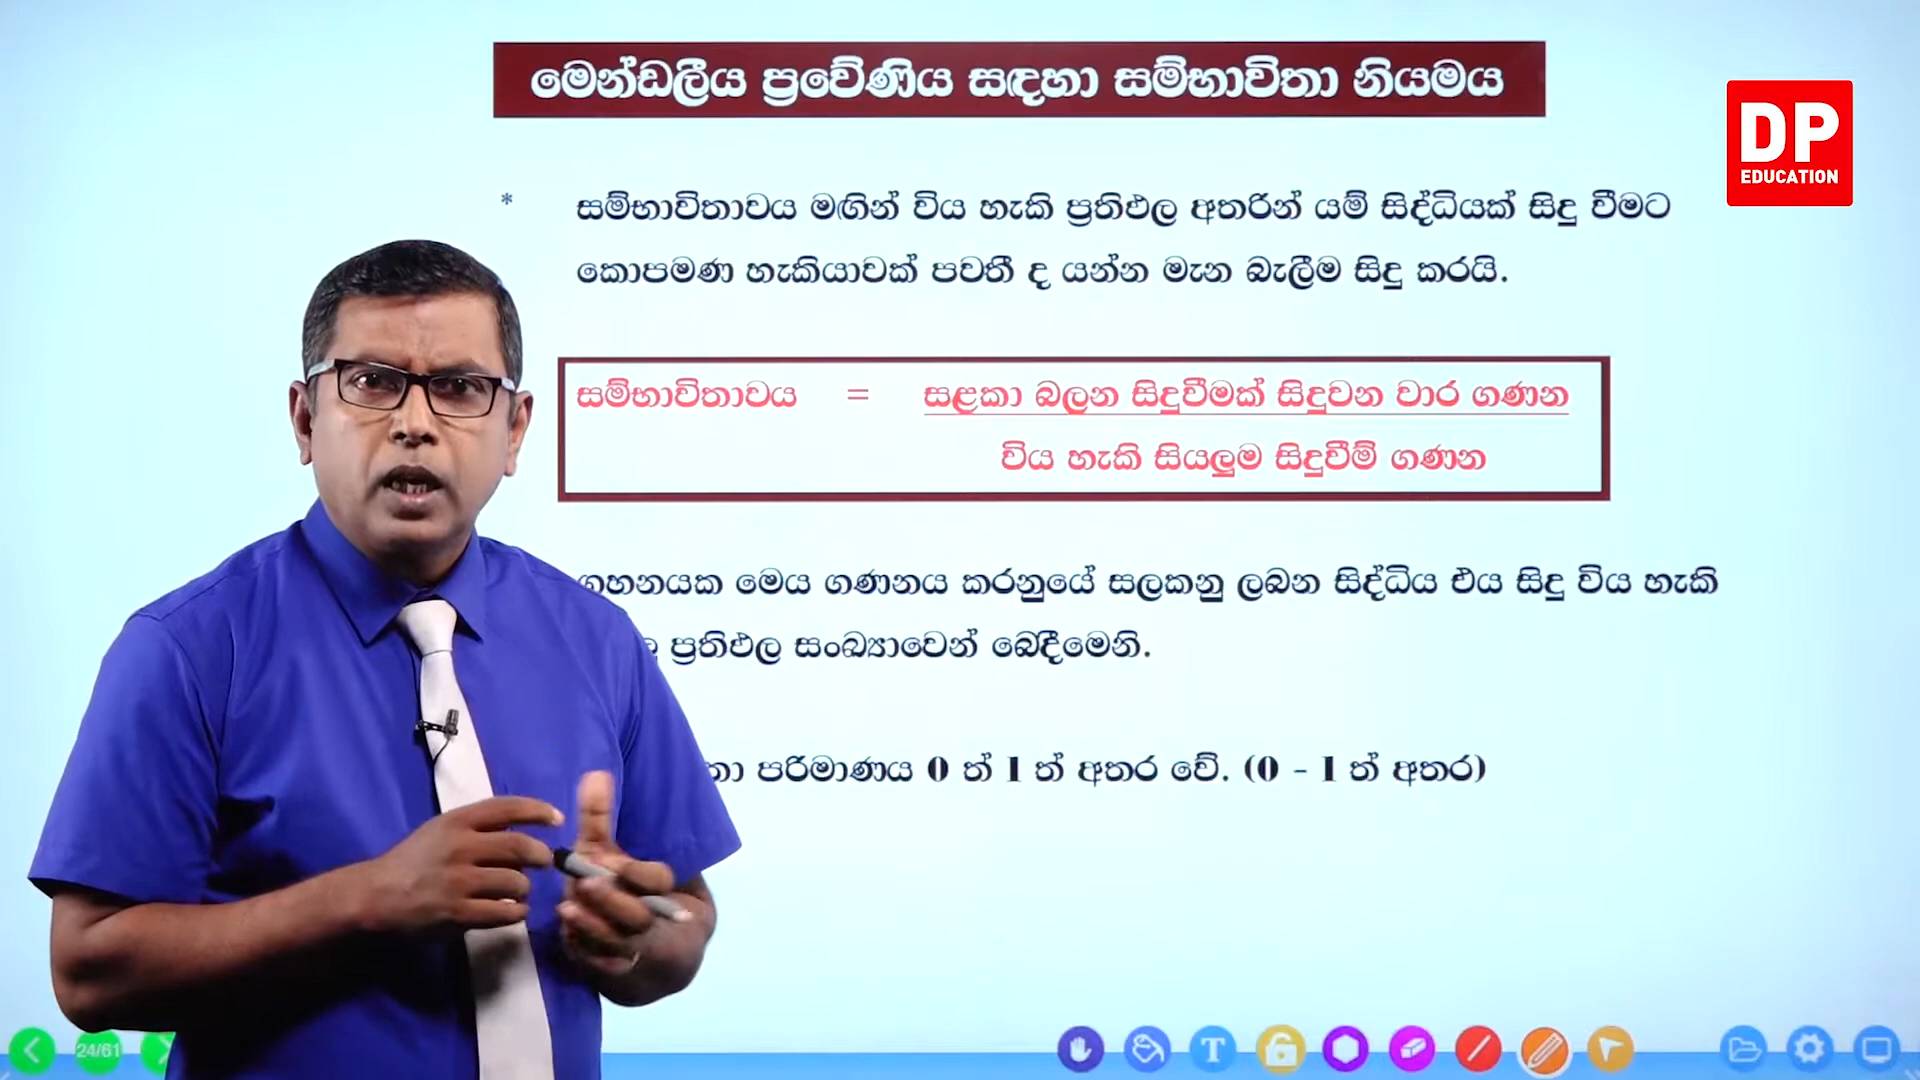 මෙන්ඩලීය ප්‍රවේණිය සඳහා සම්භාවිතා නියමය
DP
EDUCATION
* සම්භාවිතාවය මඟින් විය හැකි ප්‍රතිඵල අතරින් යම් සිද්ධියක් සිදු වීමට
කොපමණ හැකියාවක් පවතී ද යන්න මැන බැලීම සිදු කරයි.
සම්භාවිතාවය = සළකා බලන සිදුවීමක් සිදුවන වාර ගණන
විය හැකි සියලුම සිදුවීම් ගණන
මෙය ගණනය කරනුයේ සලකනු ලබන සිද්ධිය එය සිදු විය හැකි
ප්‍රතිඵල සංඛ්‍යාවෙන් බෙදීමෙනි.
පරිමාණය 0 ත් 1 ත් අතර වේ. (0 - 1 ත් අතර)
24/61
T